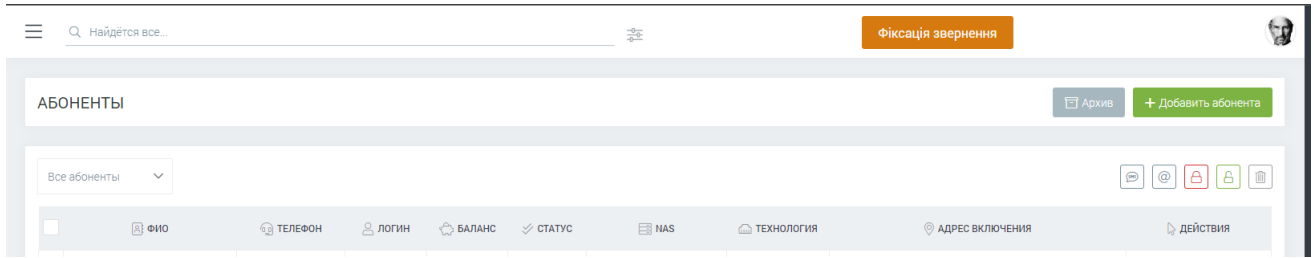 Найдётся все...
Фіксація звернення
АБОНЕНТЫ
Архив
+ Добавить абонента
Все абоненты
SMS @
ФИО ТЕЛЕФОН ЛОГИН БАЛАНС СТАТУС NAS ТЕХНОЛОГИЯ АДРЕС ВКЛЮЧЕНИЯ ДЕЙСТВИЯ